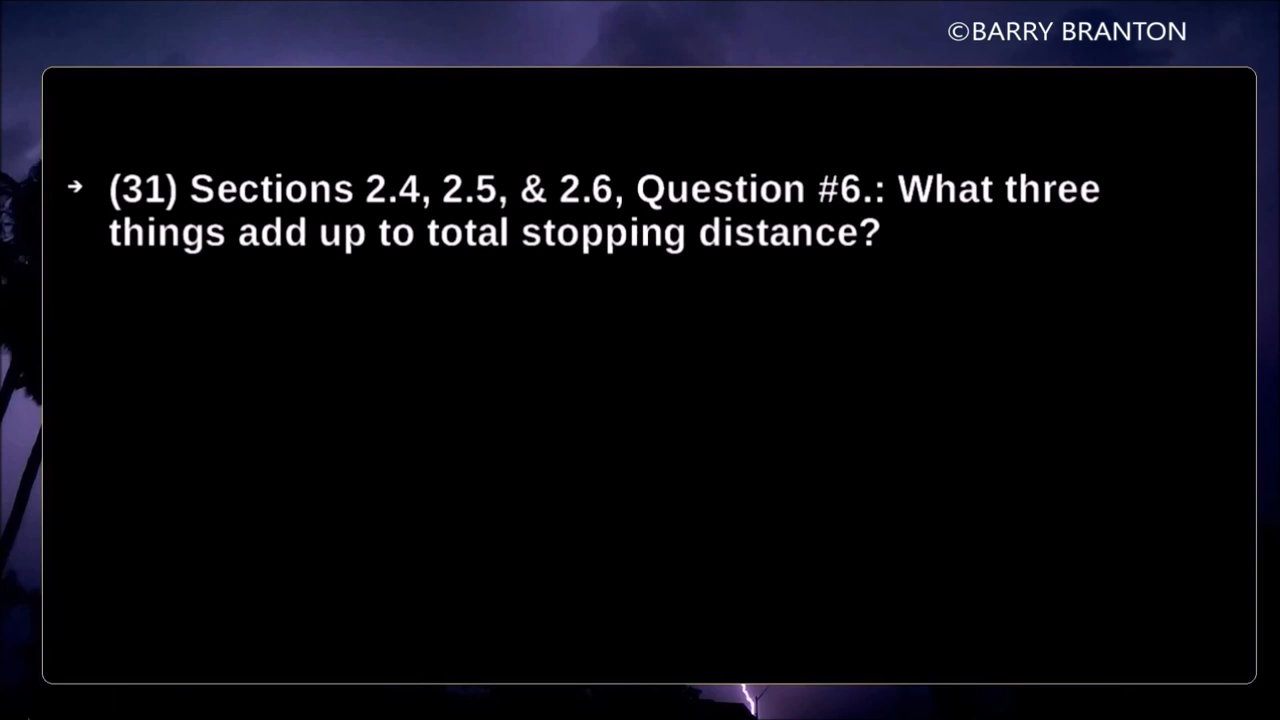 ©BARRY BRANTON
➔ (31) Sections 2.4, 2.5, & 2.6, Question #6.: What three
things add up to total stopping distance?